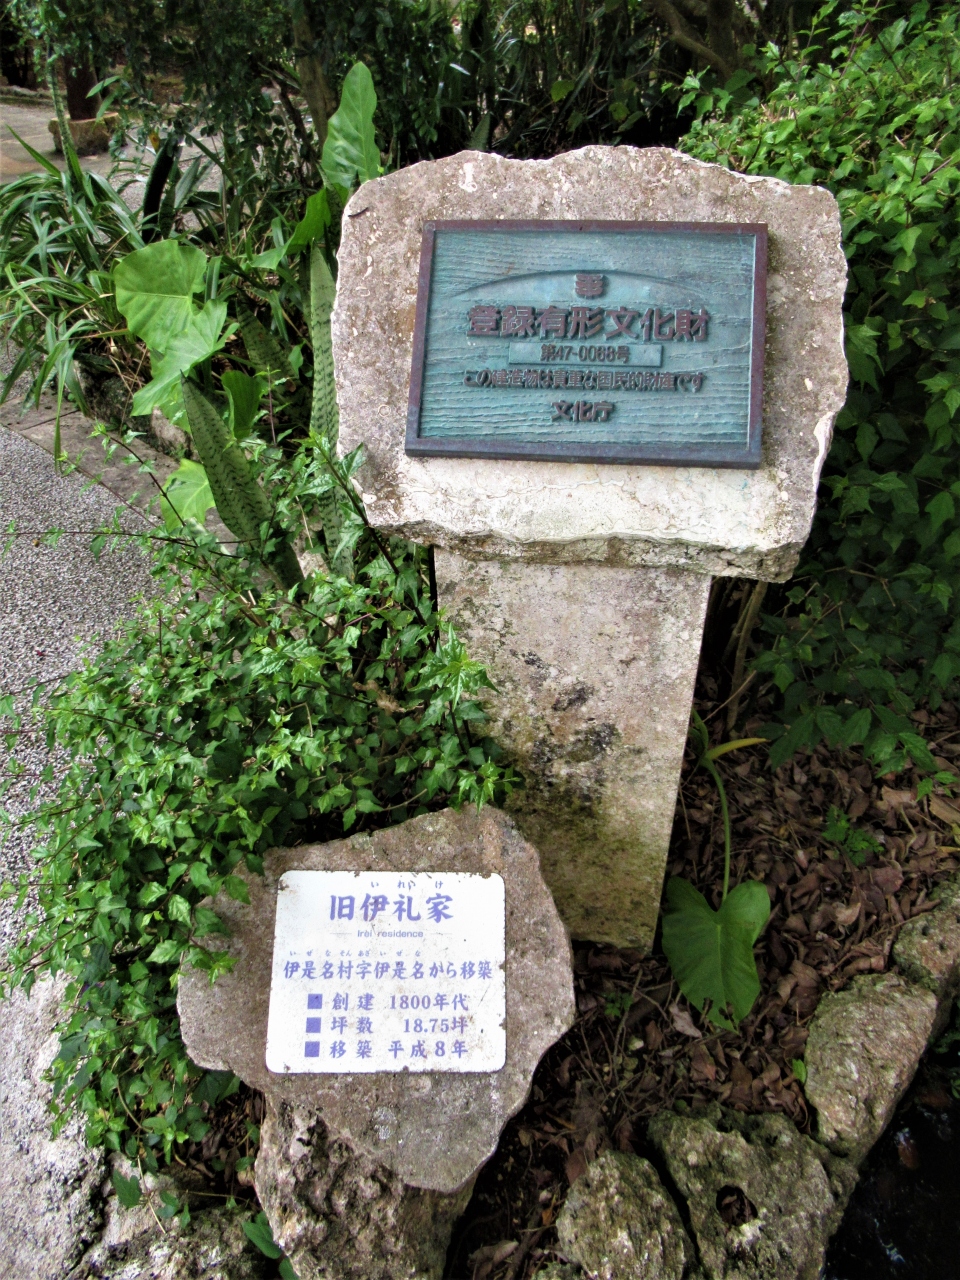 登録有形文化財
第47-0068号
この建造物は貴重な国民的財産です
文化庁
いれいけ
旧伊礼家
Irei residence
いぜなそんあざいぜな
伊是名村字伊是名から移築
■ 創建 1800年代
■ 坪数 18.75坪
■ 移築 平成8年